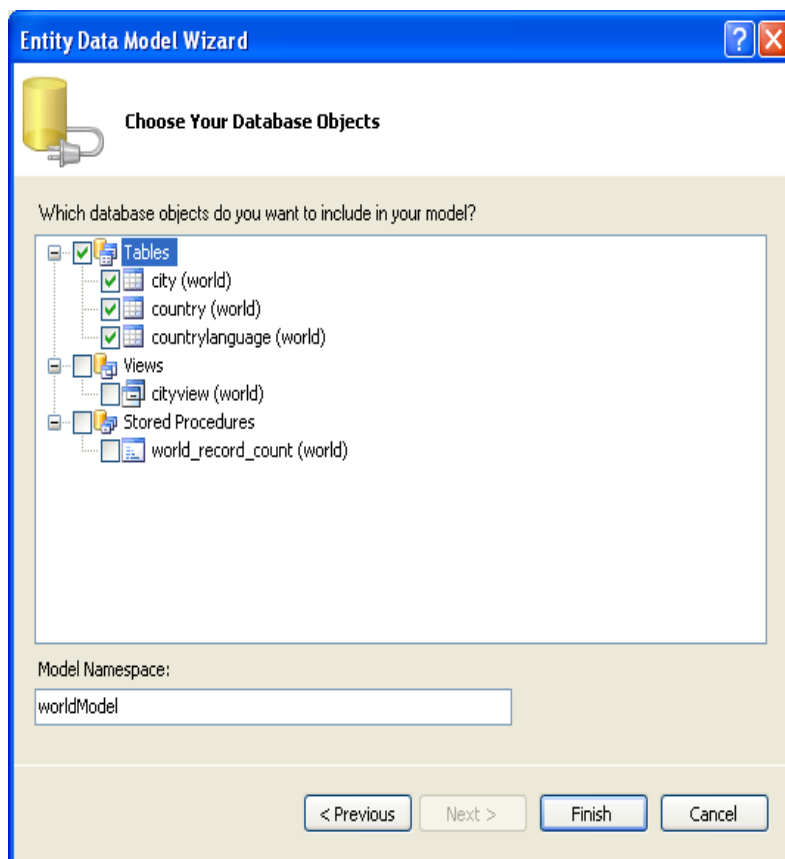 Entity Data Model Wizard
?
Choose Your Database Objects
Which database objects do you want to include in your model?
Tables
city (world)
country (world)
countrylanguage (world)
Views
cityview (world)
Stored Procedures
world_record_count (world)
Model Namespace:
worldModel
< Previous Next > Finish Cancel